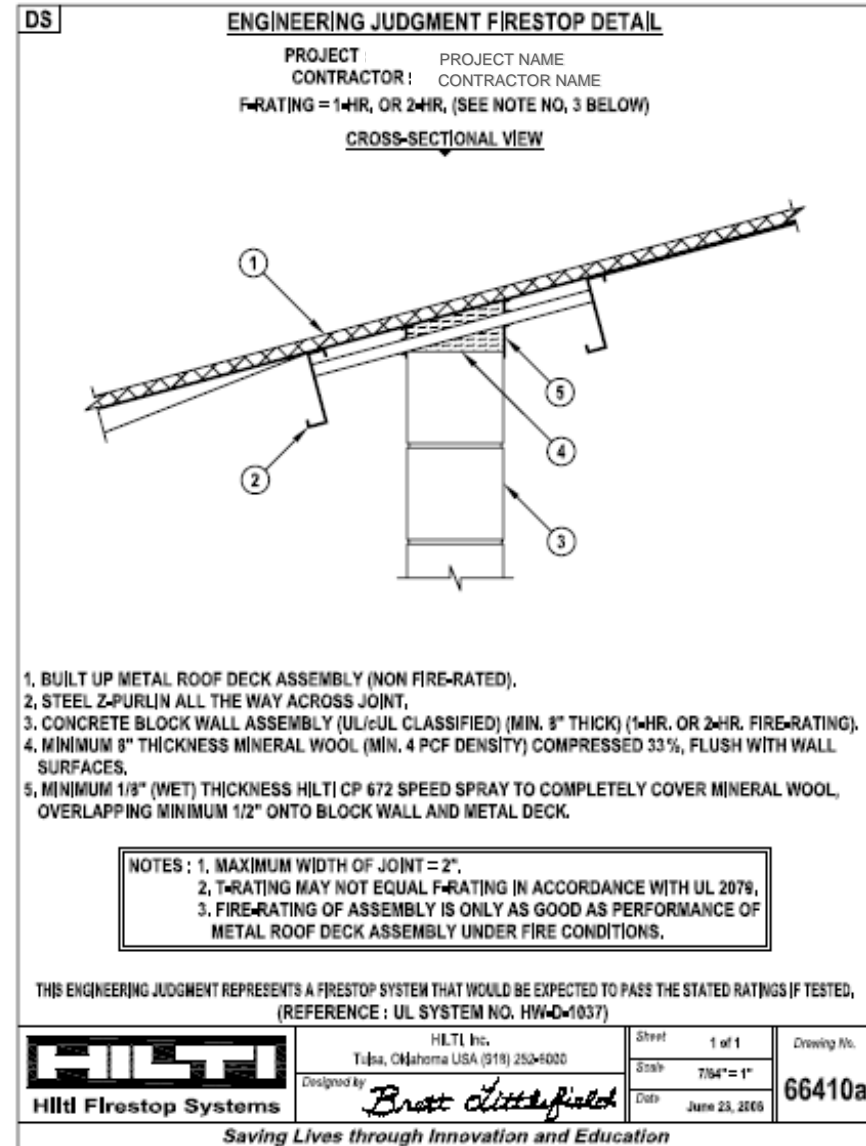 DS
ENGINEERING JUDGMENT FIRESTOP DETAIL
PROJECT : PROJECT NAME
CONTRACTOR : CONTRACTOR NAME
F-RATING = 1-HR. OR 2-HR. (SEE NOTE NO. 3 BELOW)
CROSS-SECTIONAL VIEW
1
2
5
4
3
1. BUILT UP METAL ROOF DECK ASSEMBLY (NON FIRE-RATED).
2. STEEL Z-PURLIN ALL THE WAY ACROSS JOINT.
3. CONCRETE BLOCK WALL ASSEMBLY (UL/cUL CLASSIFIED) (MIN. 8" THICK) (1-HR. OR 2-HR. FIRE-RATING).
4. MINIMUM 8" THICKNESS MINERAL WOOL (MIN. 4 PCF DENSITY) COMPRESSED 33%, FLUSH WITH WALL
SURFACES.
5. MINIMUM 1/8" (WET) THICKNESS HILTI CP 672 SPEED SPRAY TO COMPLETELY COVER MINERAL WOOL,
OVERLAPPING MINIMUM 1/2" ONTO BLOCK WALL AND METAL DECK.
NOTES : 1. MAXIMUM WIDTH OF JOINT = 2".
2. T-RATING MAY NOT EQUAL F-RATING IN ACCORDANCE WITH UL 2079.
3. FIRE-RATING OF ASSEMBLY IS ONLY AS GOOD AS PERFORMANCE OF
METAL ROOF DECK ASSEMBLY UNDER FIRE CONDITIONS.
THIS ENGINEERING JUDGMENT REPRESENTS A FIRESTOP SYSTEM THAT WOULD BE EXPECTED TO PASS THE STATED RATINGS IF TESTED.
(REFERENCE : UL SYSTEM NO. HW-D-1037)
HILTI
Hilti Firestop Systems
HILTI, Inc.
Tulsa, Oklahoma USA (918) 252-6000
Designed by Brett Littlefield
Sheet 1 of 1
Scale 7/64" = 1"
Date June 23, 2006
Drawing No.
66410a
Saving Lives through Innovation and Education